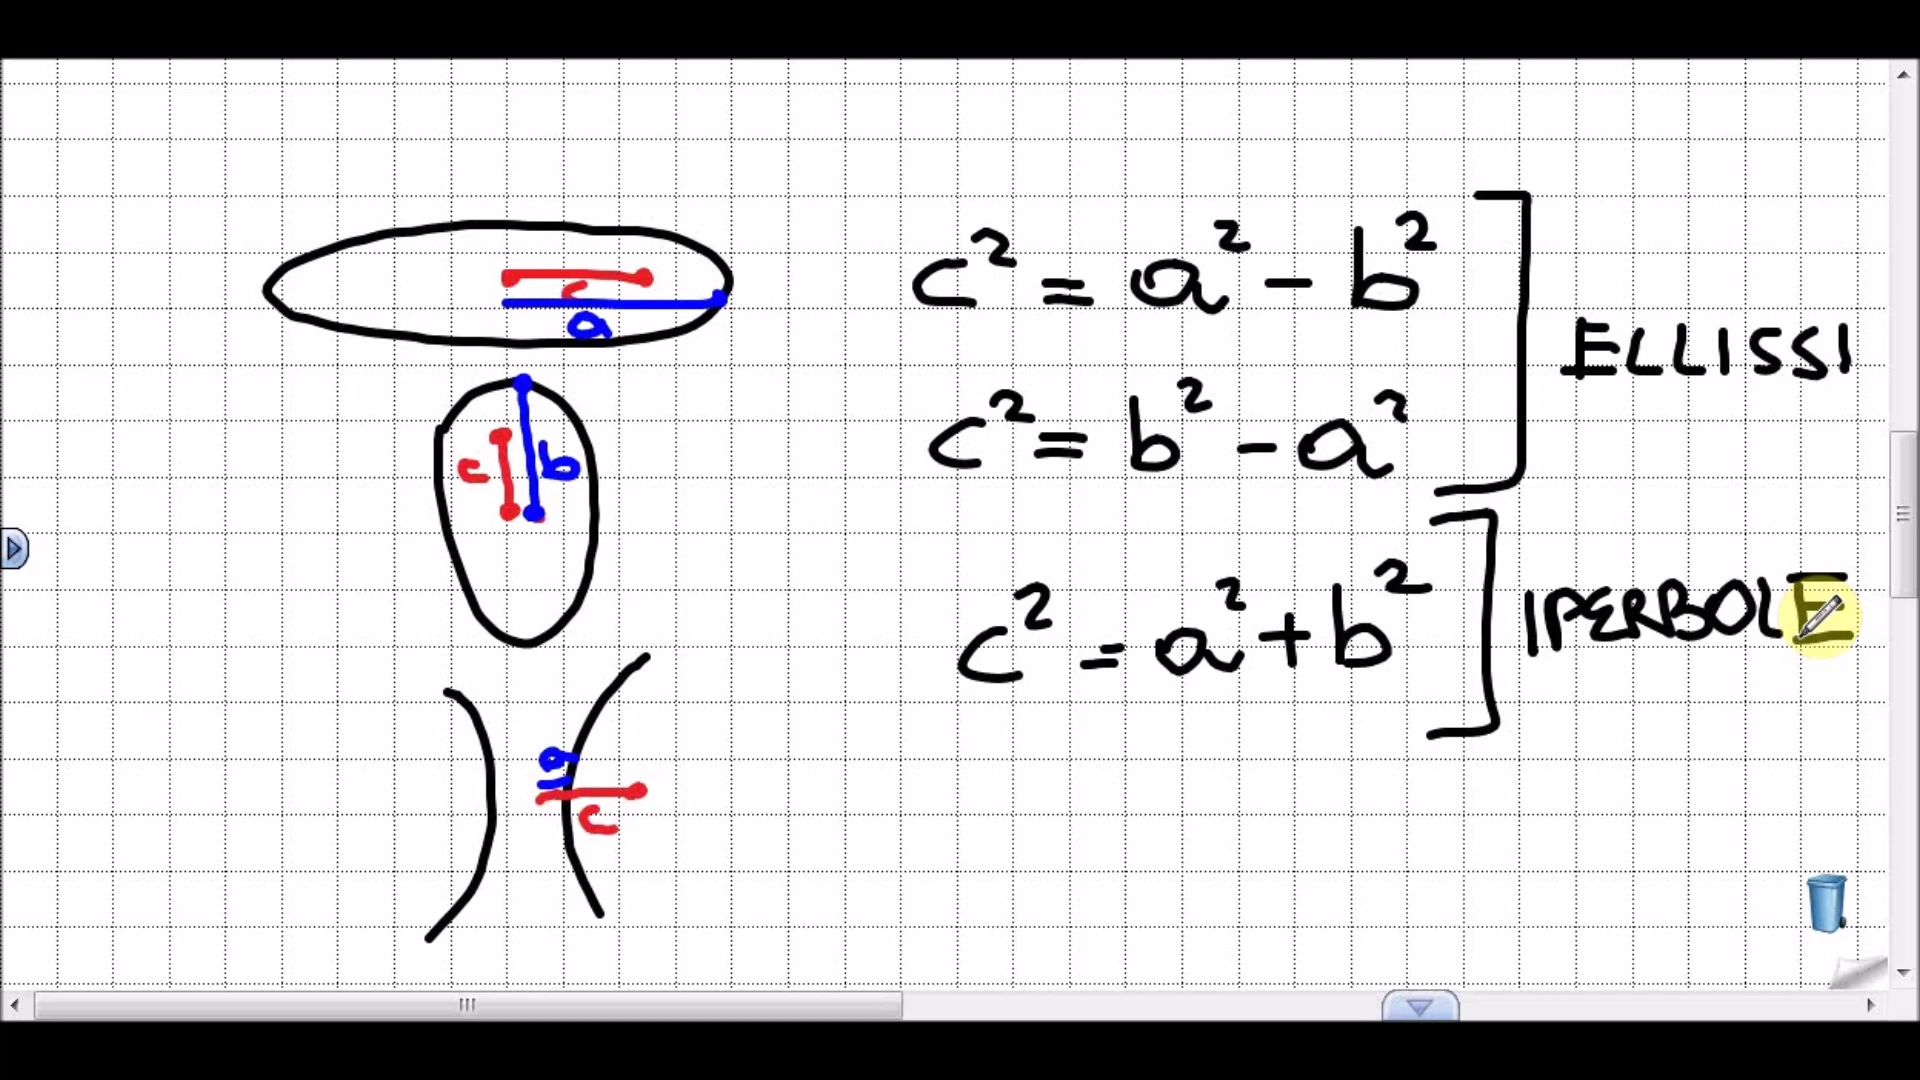 c
a
c² = a² - b²
ELLISSI
c b
c² = b² - a²
c² = a² + b²
IPERBOLE
a
c